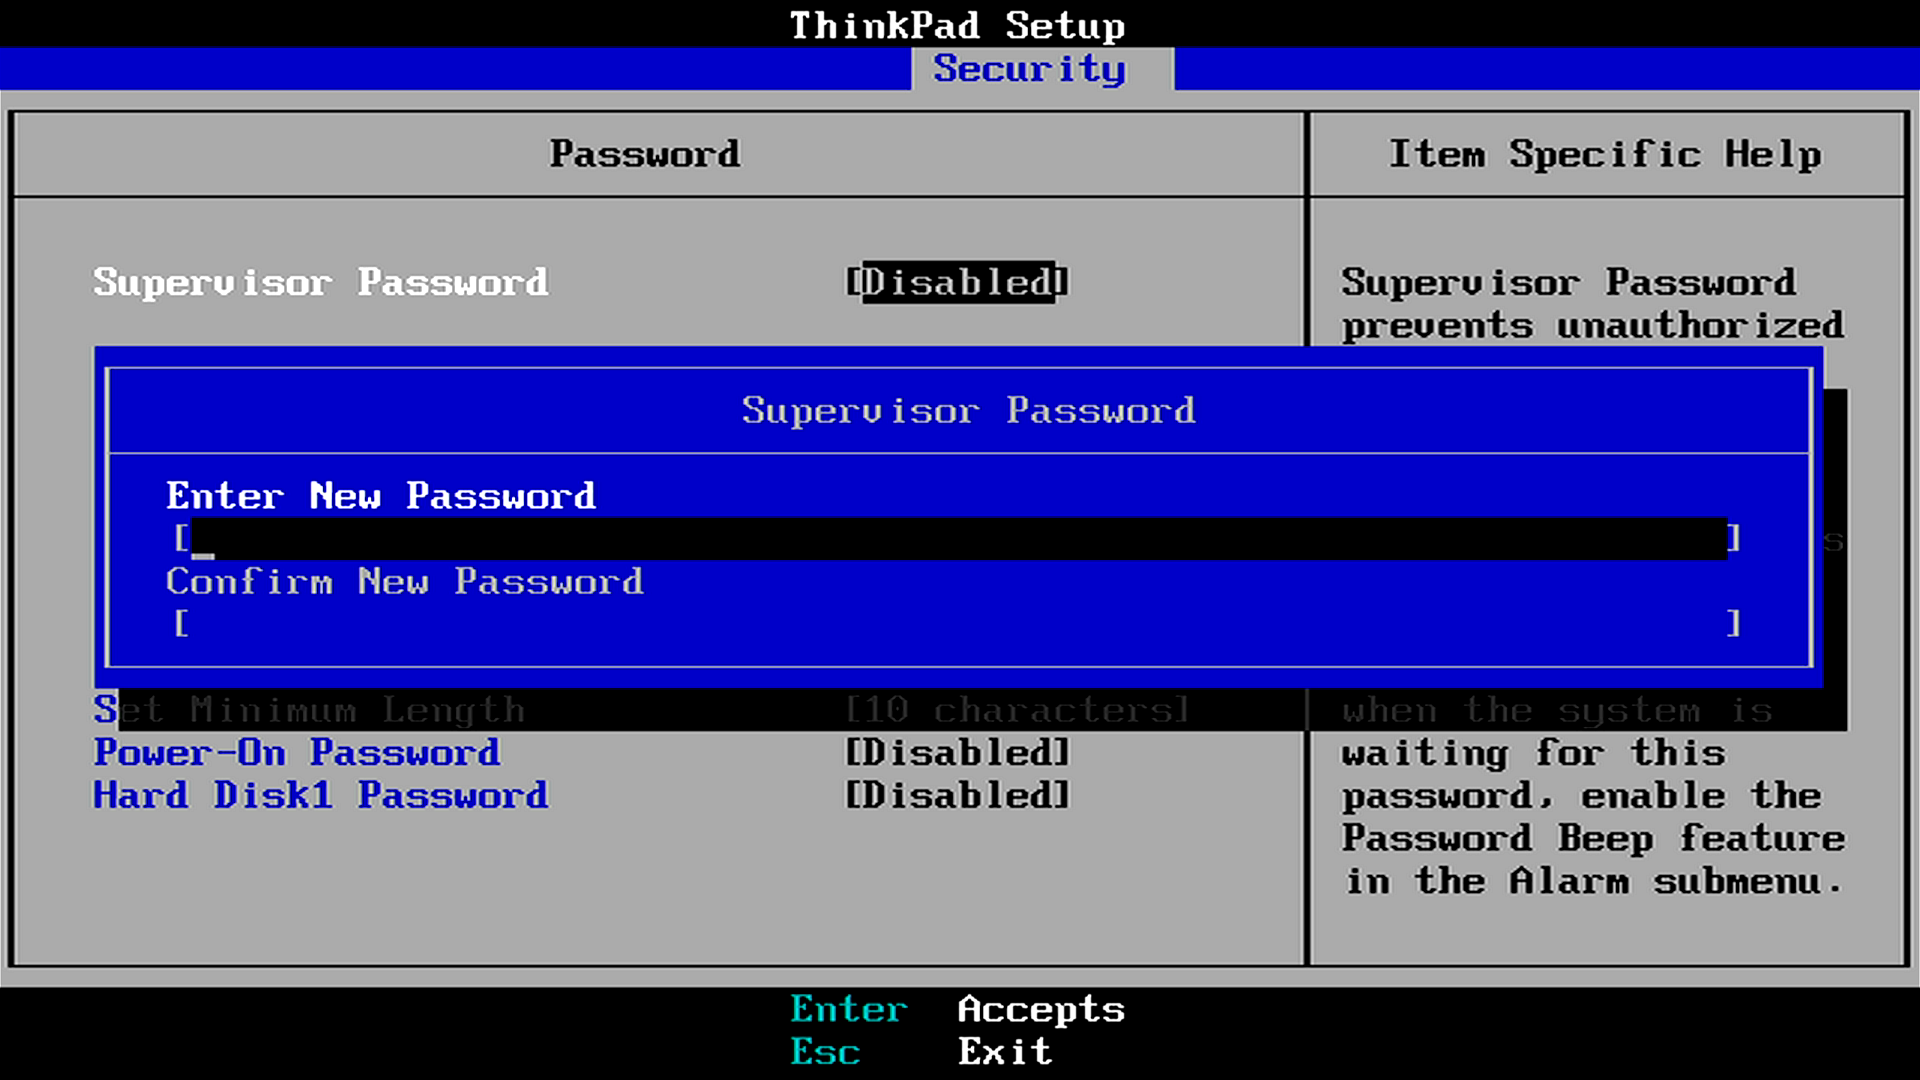 ThinkPad Setup
Security
Password
Item Specific Help
Supervisor Password [Disabled]
Supervisor Password
prevents unauthorized
Supervisor Password
Enter New Password
[_ ]
s
Confirm New Password
[ ]
Set Minimum Length [10 characters]
when the system is
Power-On Password [Disabled]
waiting for this
Hard Disk1 Password [Disabled]
password, enable the
Password Beep feature
in the Alarm submenu.
Enter Accepts
Esc Exit